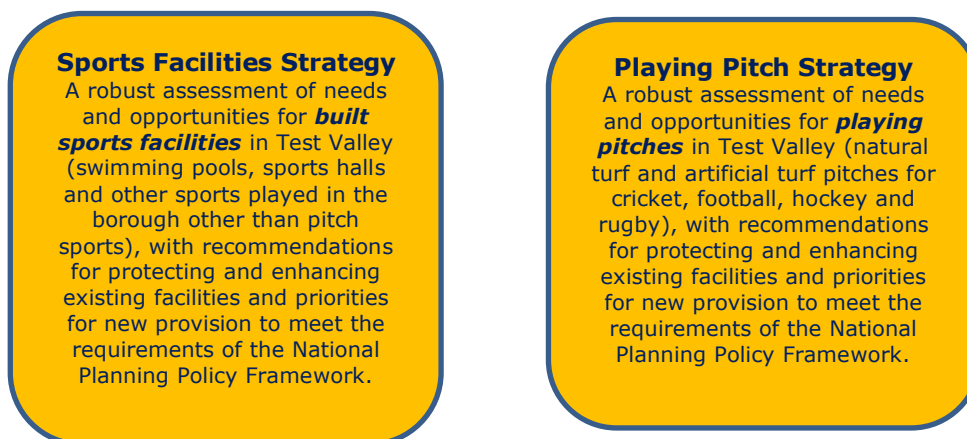 Sports Facilities Strategy
A robust assessment of needs
and opportunities for built
sports facilities in Test Valley
(swimming pools, sports halls
and other sports played in the
borough other than pitch
sports), with recommendations
for protecting and enhancing
existing facilities and priorities
for new provision to meet the
requirements of the National
Planning Policy Framework.
Playing Pitch Strategy
A robust assessment of needs
and opportunities for playing
pitches in Test Valley (natural
turf and artificial turf pitches for
cricket, football, hockey and
rugby), with recommendations
for protecting and enhancing
existing facilities and priorities
for new provision to meet the
requirements of the National
Planning Policy Framework.